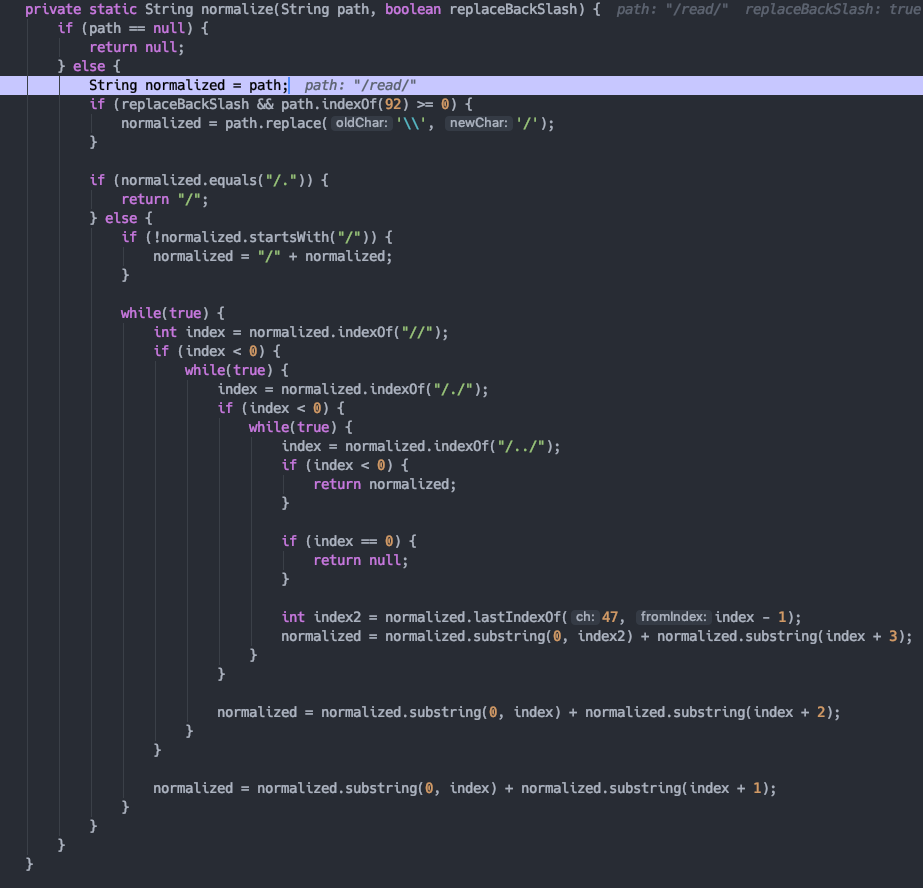 private static String normalize(String path, boolean replaceBackSlash) {  path: "/read/"  replaceBackSlash: true
    if (path == null) {
        return null;
    } else {
        String normalized = path;  path: "/read/"
        if (replaceBackSlash && path.indexOf(92) >= 0) {
            normalized = path.replace( oldChar: '\\', newChar: '/');
        }

        if (normalized.equals("/.")) {
            return "/";
        } else {
            if (!normalized.startsWith("/")) {
                normalized = "/" + normalized;
            }

            while(true) {
                int index = normalized.indexOf("//");
                if (index < 0) {
                    while(true) {
                        index = normalized.indexOf("/./");
                        if (index < 0) {
                            while(true) {
                                index = normalized.indexOf("/../");
                                if (index < 0) {
                                    return normalized;
                                }

                                if (index == 0) {
                                    return null;
                                }

                                int index2 = normalized.lastIndexOf( ch: 47, fromIndex: index - 1);
                                normalized = normalized.substring(0, index2) + normalized.substring(index + 3);
                            }
                        }

                        normalized = normalized.substring(0, index) + normalized.substring(index + 2);
                    }
                }

                normalized = normalized.substring(0, index) + normalized.substring(index + 1);
            }
        }
    }
}